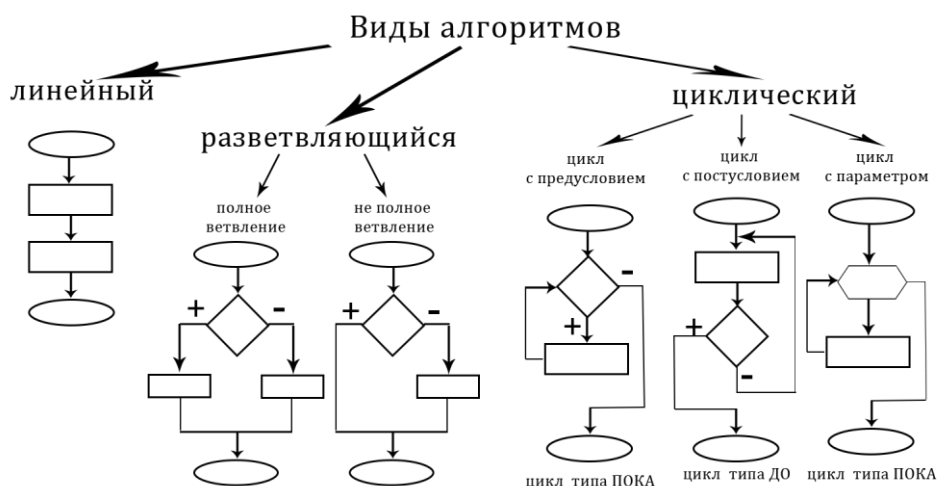 Виды алгоритмов
линейный
разветвляющийся
циклический
полное
ветвление
не полное
ветвление
цикл
с предусловием
цикл
с постусловием
цикл
с параметром
+
-
+
-
-
+
+
-
цикл типа ПОКА
цикл типа ДО
цикл типа ПОКА